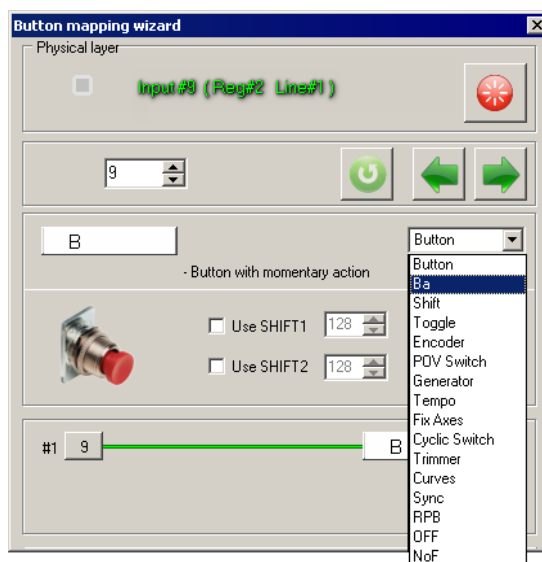 Button mapping wizard
Physical layer
Input#9 (Reg#2 Line#1)
9
B
Button
- Button with momentary action
Button
Ba
Shift
Toggle
Encoder
POV Switch
Generator
Tempo
Fix Axes
Cyclic Switch
Trimmer
Curves
Sync
RPB
OFF
NoF
Use SHIFT1 128
Use SHIFT2 128
#1 9 B